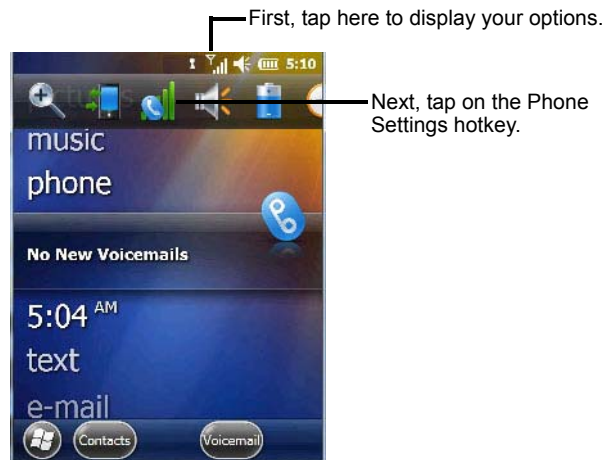 First, tap here to display your options.
5:10
Next, tap on the Phone
Settings hotkey.
pictures
music
phone
No New Voicemails
5:04 AM
text
e-mail
Contacts
Voicemail